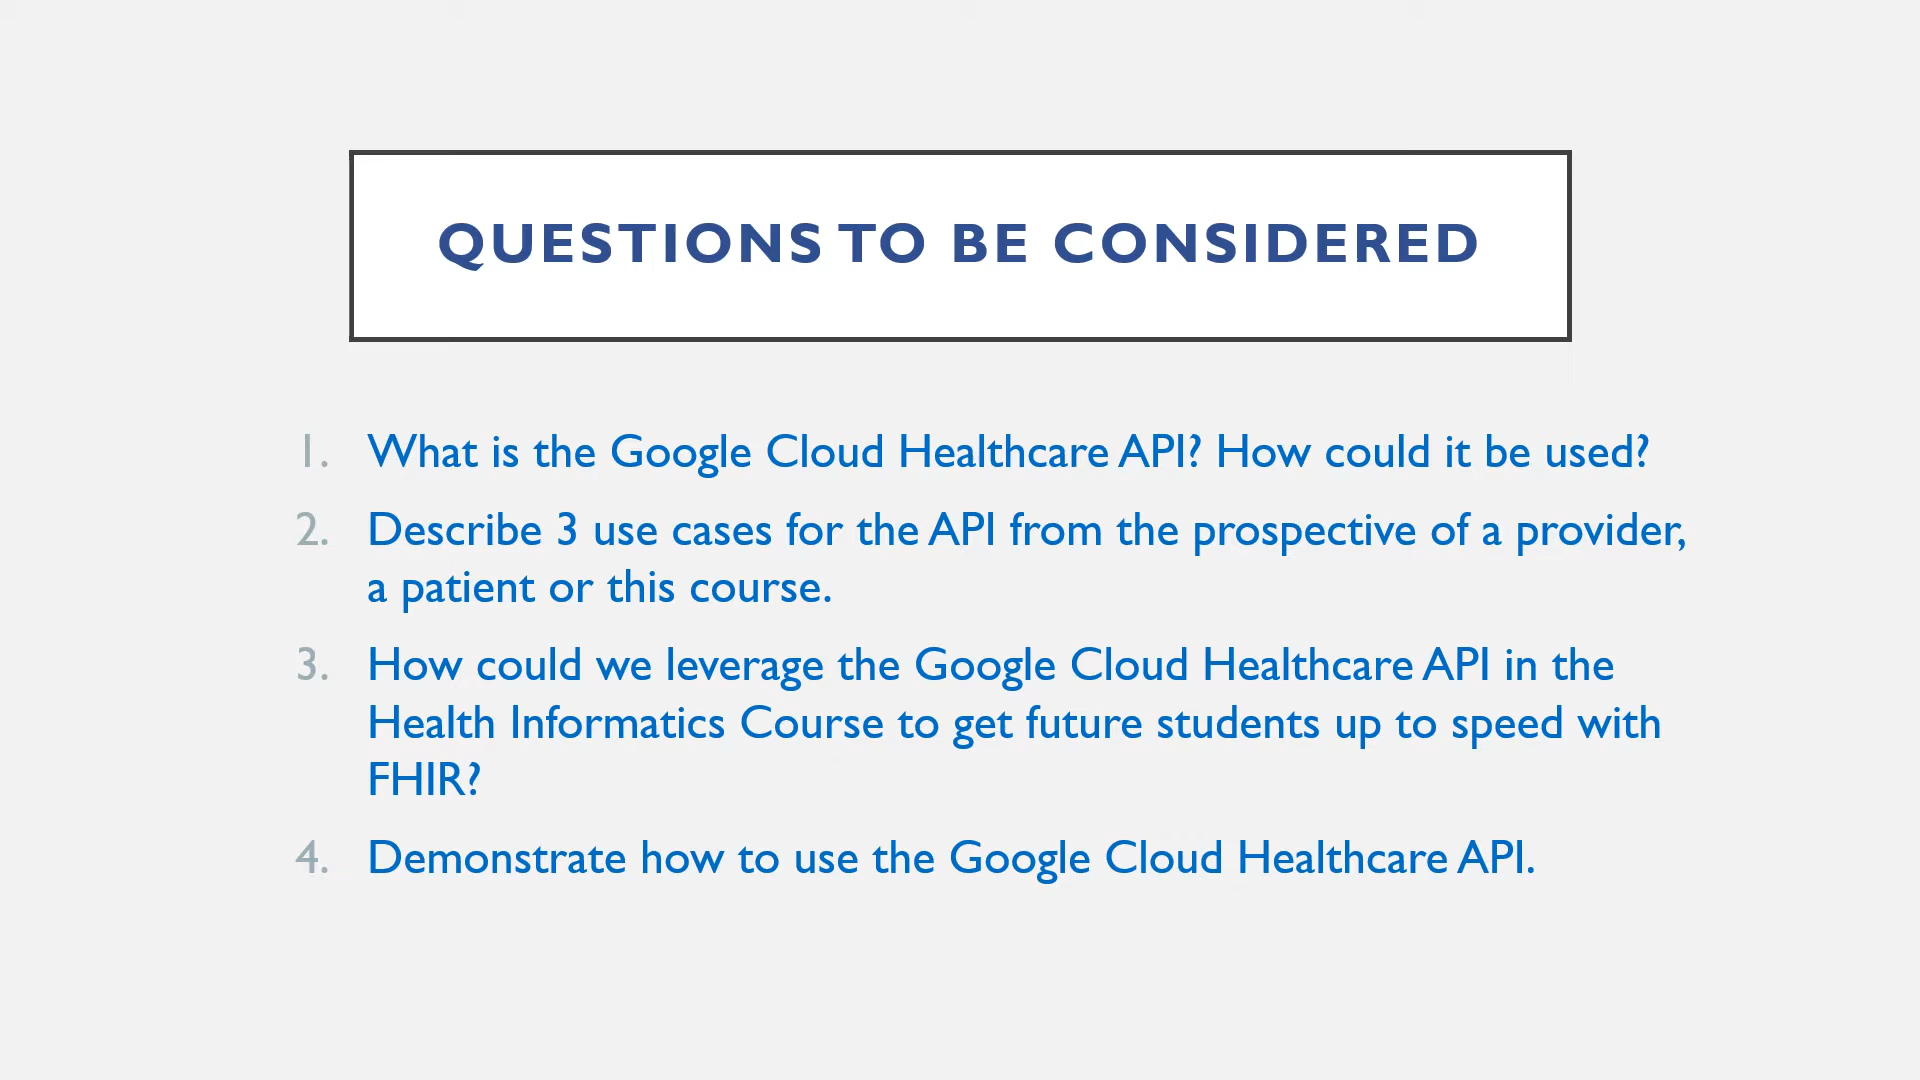 QUESTIONS TO BE CONSIDERED
1. What is the Google Cloud Healthcare API? How could it be used?
2. Describe 3 use cases for the API from the prospective of a provider,
a patient or this course.
3. How could we leverage the Google Cloud Healthcare API in the
Health Informatics Course to get future students up to speed with
FHIR?
4. Demonstrate how to use the Google Cloud Healthcare API.